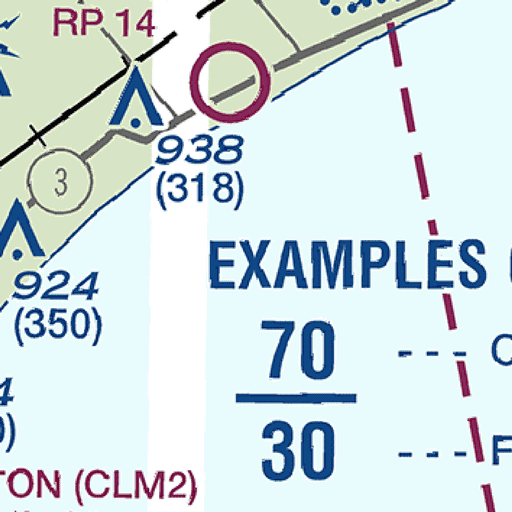 RP 14
938
(318)
3
924
(350)
EXAMPLES
70
30
TON (CLM2)